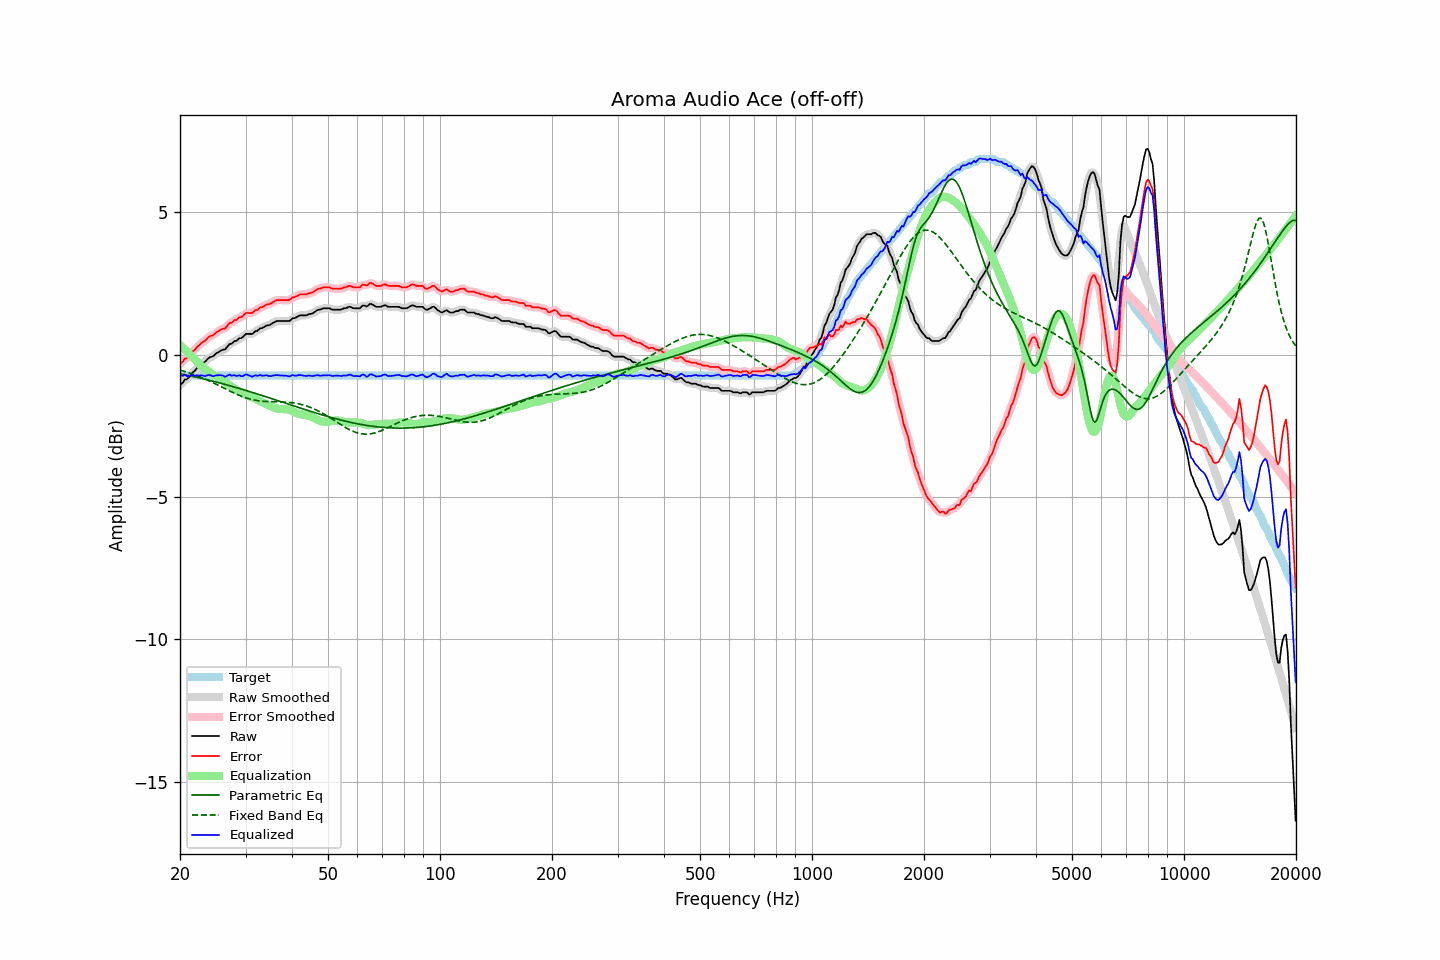 Aroma Audio Ace (off-off)
Amplitude (dBr)
5
0
−5
−10
−15
Target
Raw Smoothed
Error Smoothed
Raw
Error
Equalization
Parametric Eq
Fixed Band Eq
Equalized
20 50 100 200 500 1000 2000 5000 10000 20000
Frequency (Hz)